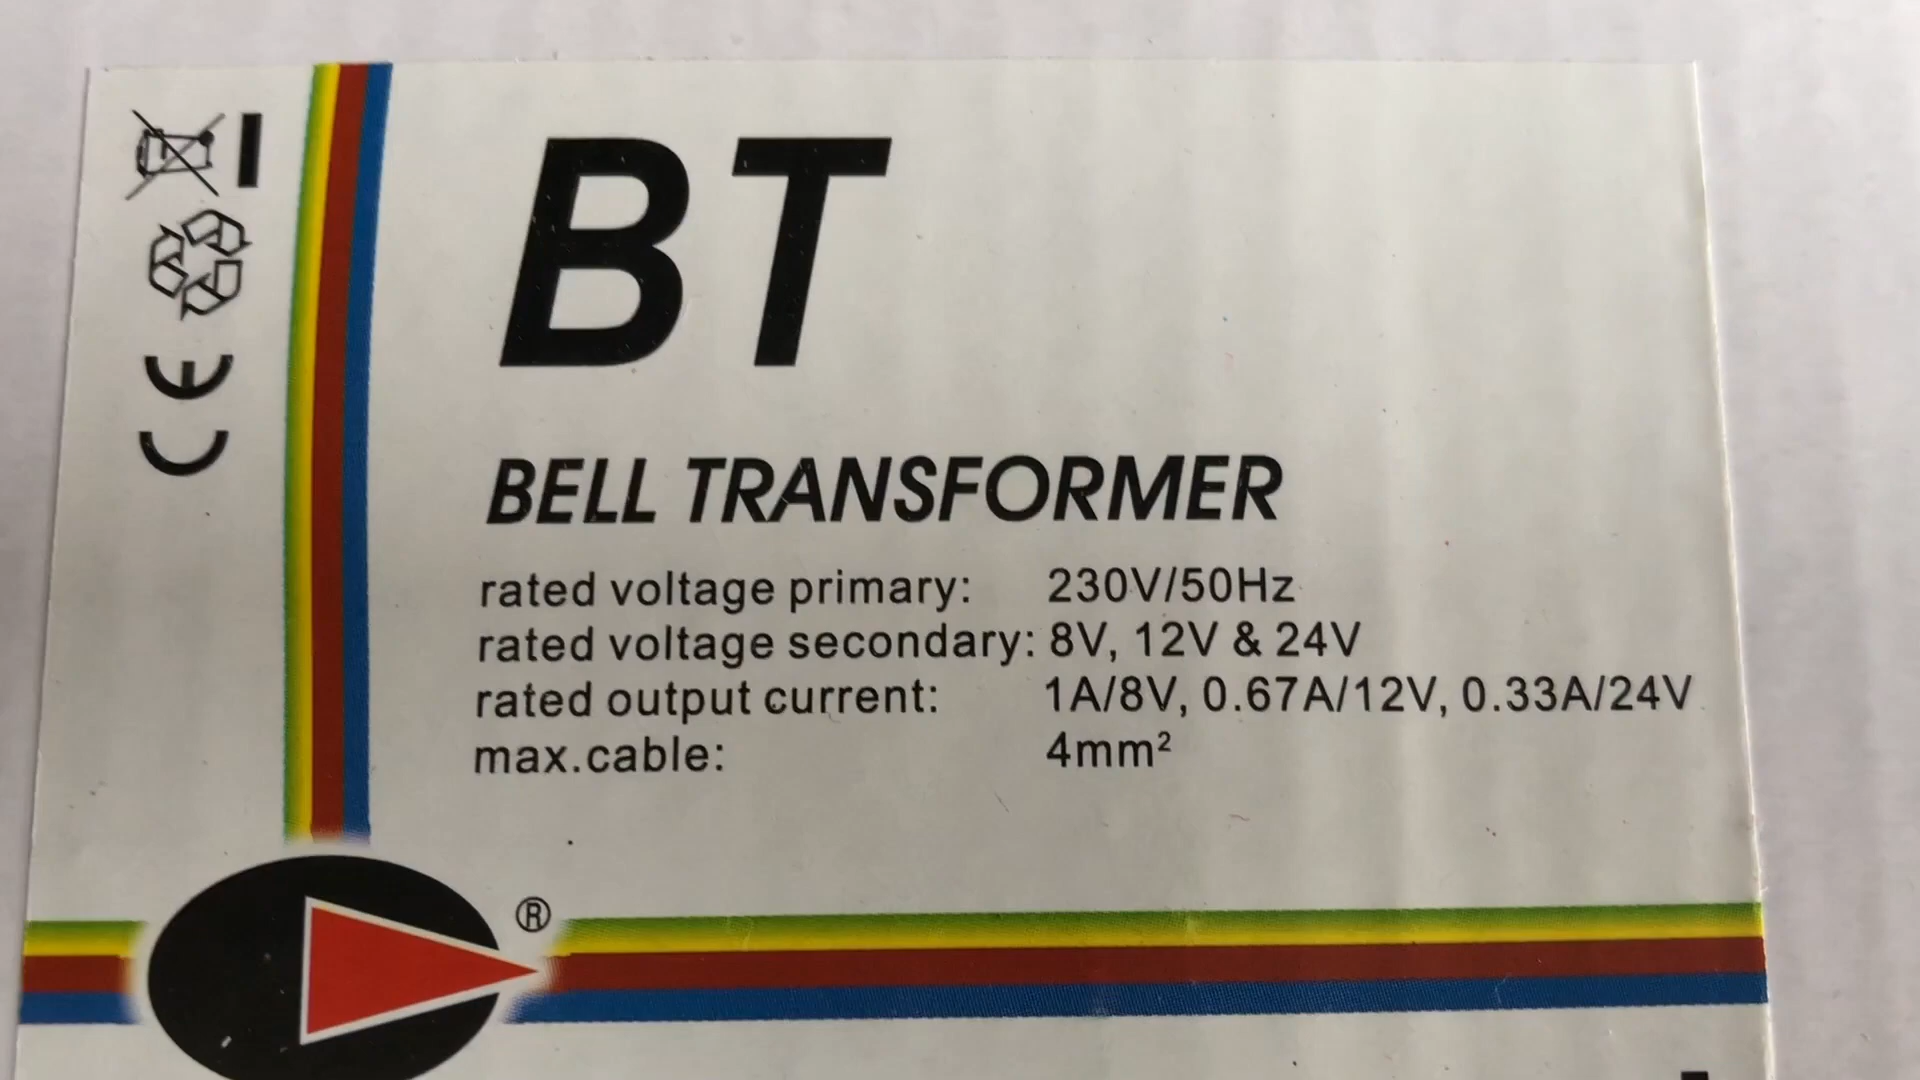 BT
BELL TRANSFORMER
rated voltage primary: 230V/50Hz
rated voltage secondary: 8V, 12V & 24V
rated output current: 1A/8V, 0.67A/12V, 0.33A/24V
max.cable: 4mm²
CE
®